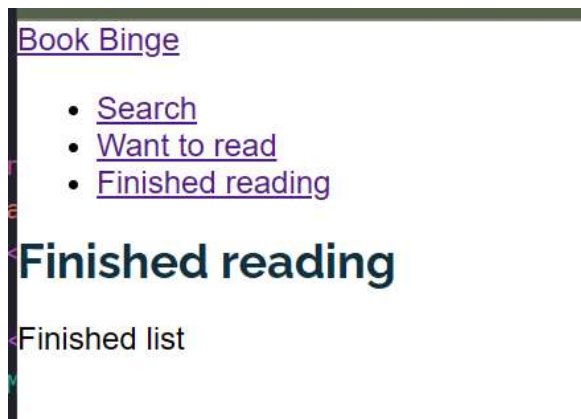 Book Binge
Search
Want to read
Finished reading
Finished reading
Finished list